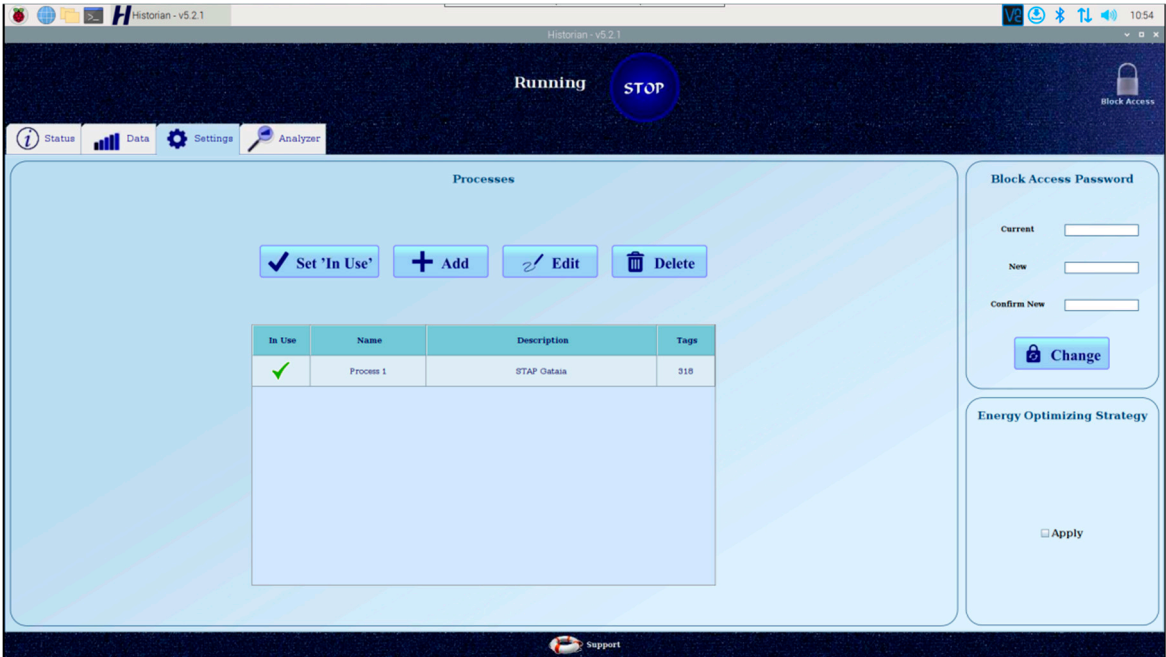 Historian - v5.2.1
10:54
Historian - v5.2.1
Running
STOP
Block Access
Status
Data
Settings
Analyzer
Processes
Set 'In Use'
Add
Edit
Delete
In Use Name Description Tags
Process 1 STAP Gataia 318
Block Access Password
Current
New
Confirm New
Change
Energy Optimizing Strategy
Apply
Support